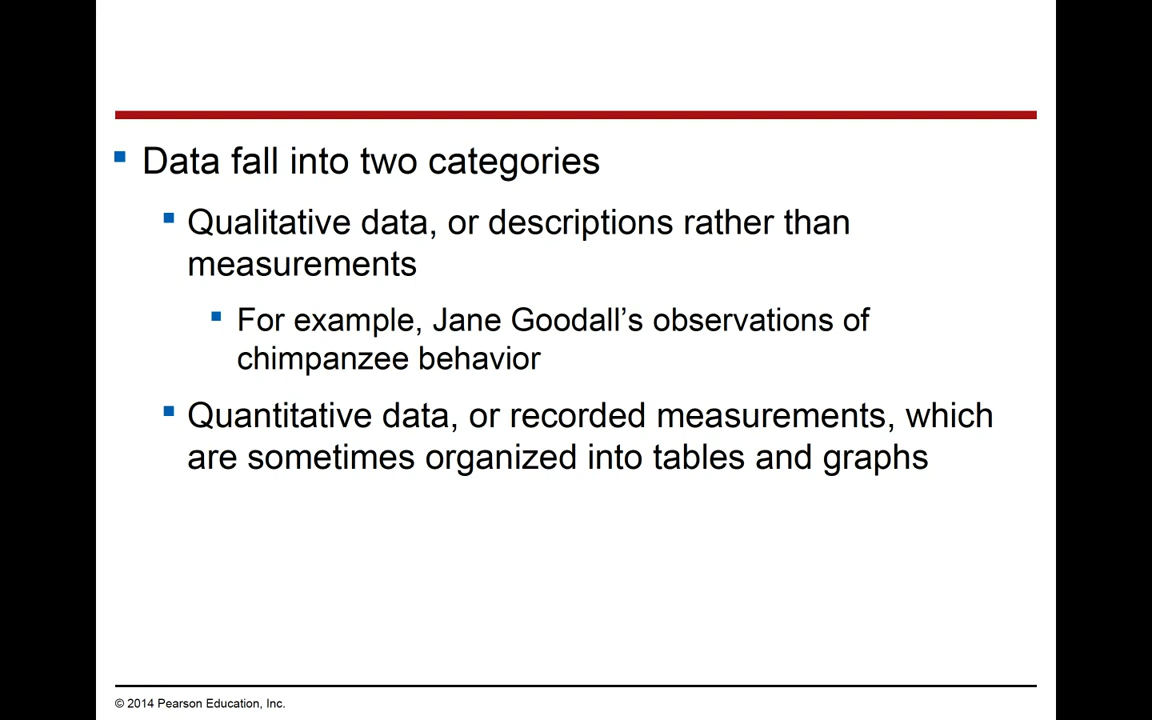 Data fall into two categories
Qualitative data, or descriptions rather than
measurements
For example, Jane Goodall’s observations of
chimpanzee behavior
Quantitative data, or recorded measurements, which
are sometimes organized into tables and graphs
© 2014 Pearson Education, Inc.